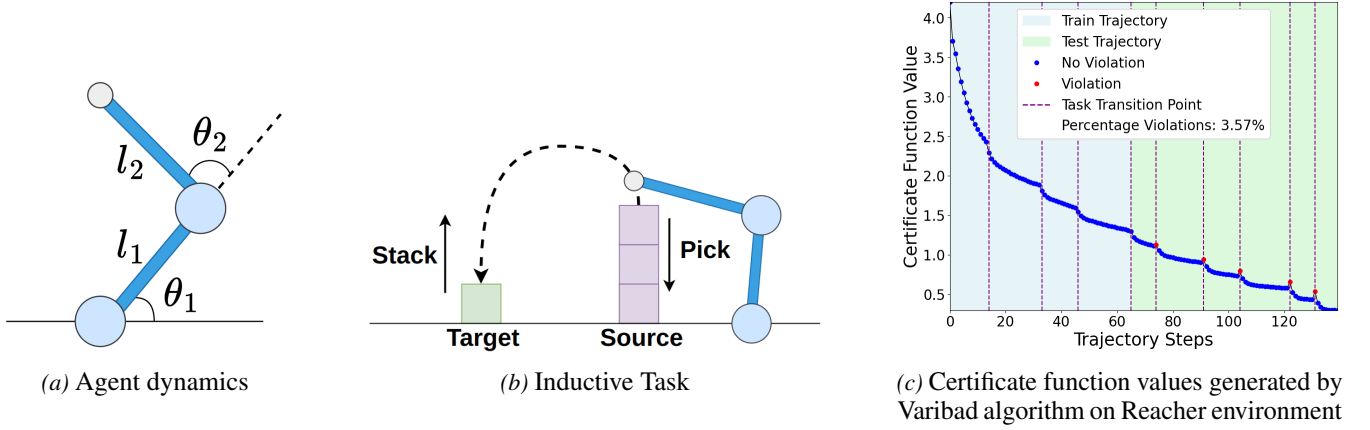 θ₂
l₂
l₁
θ₁
(a) Agent dynamics
Stack
Pick
Target
Source
(b) Inductive Task
Certificate Function Value
4.0
3.5
3.0
2.5
2.0
1.5
1.0
0.5
Train Trajectory
Test Trajectory
No Violation
Violation
Task Transition Point
Percentage Violations: 3.57%
0 20 40 60 80 100 120
Trajectory Steps
(c) Certificate function values generated by
Varibad algorithm on Reacher environment